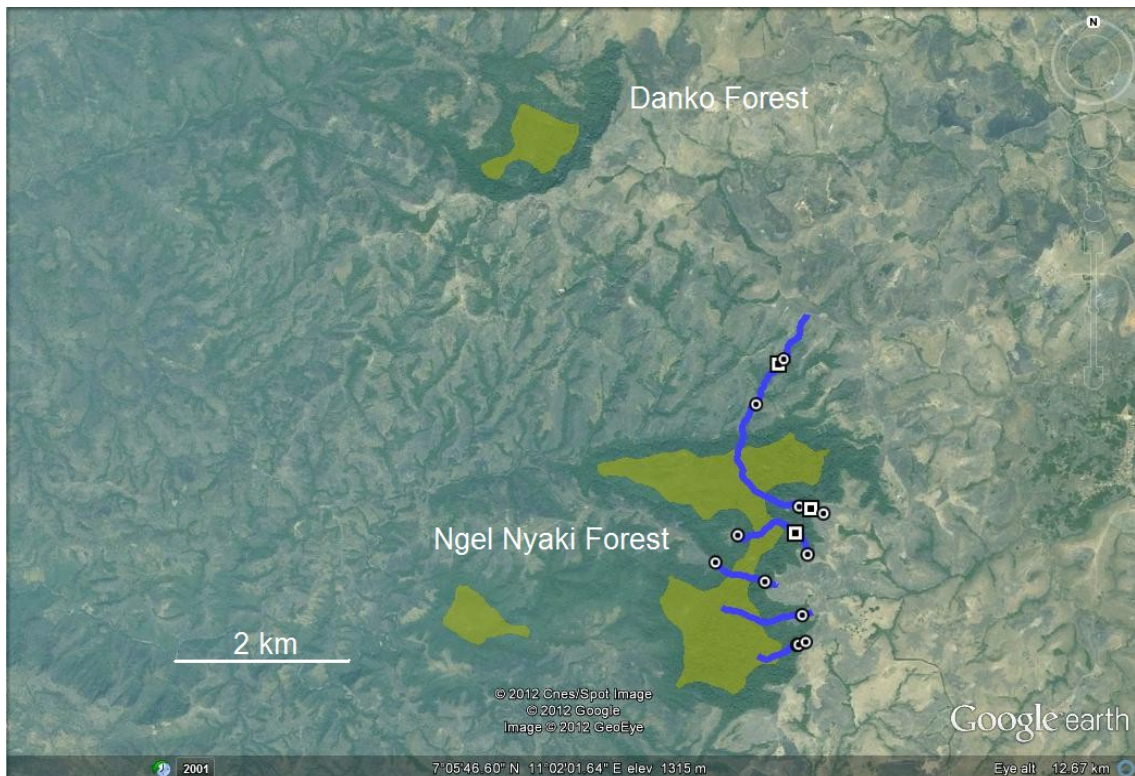 N
Danko Forest
Ngel Nyaki Forest
2 km
© 2012 Cnes/Spot Image
© 2012 Google
Image © 2012 GeoEye
Google earth
2001
7°05'46.60" N 11°02'01.64" E elev 1315 m
Eye alt 12.67 km